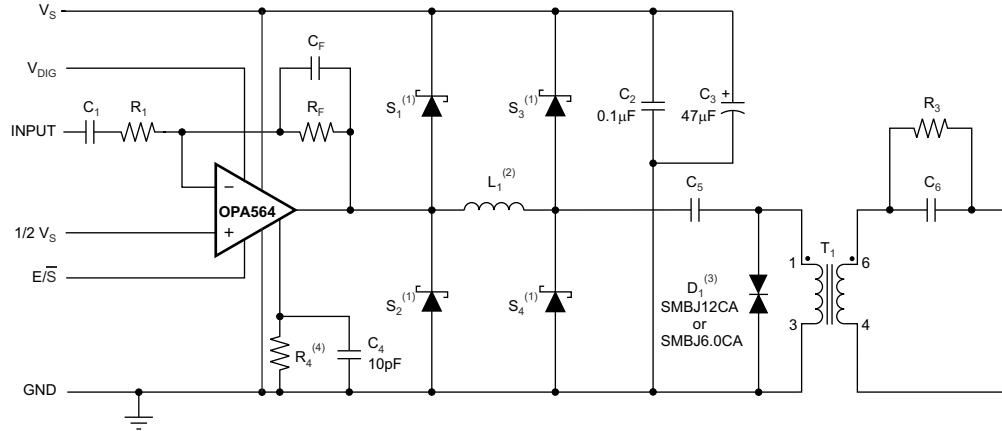 V_S
V_DIG
C_F
C_1
R_1
R_F
INPUT
S_1^(1)
S_3^(1)
C_2
0.1µF
C_3
+
47µF
R_3
−
OPA564
+
L_1^(2)
C_5
C_6
1/2 V_S
E/S̅
T_1
1
6
3
4
S_2^(1)
S_4^(1)
D_1^(3)
SMBJ12CA
or
SMBJ6.0CA
R_4^(4)
C_4
10pF
GND